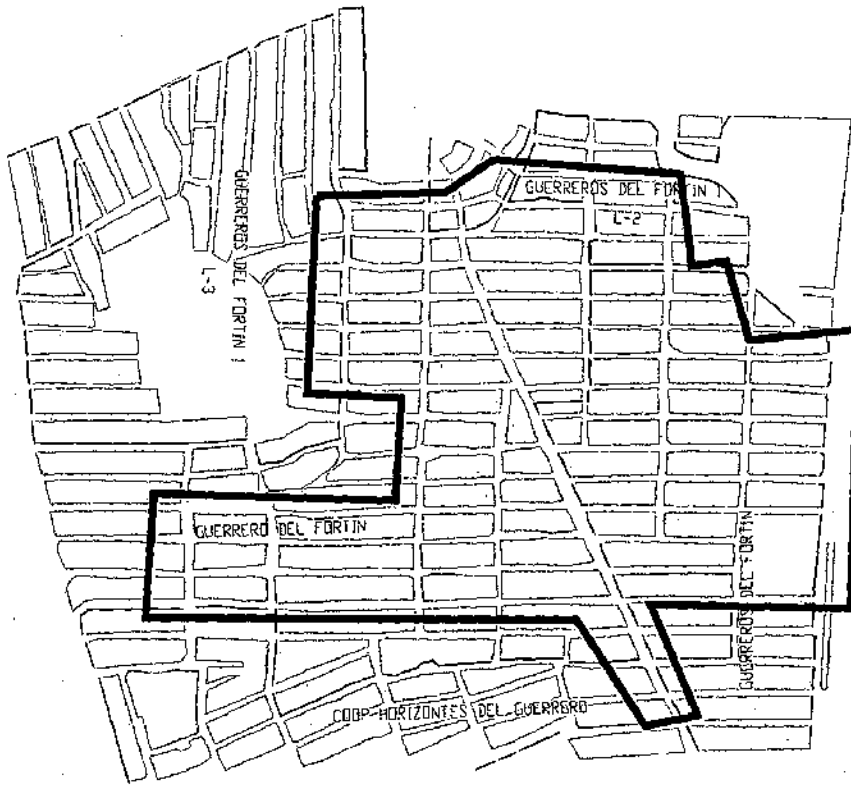 GUERREROS DEL FORTIN 1
L-2
GUERREROS DEL FORTIN 1
L-3
GUERRERO DEL FORTIN
GUERREROS DEL FORTIN
COOP-HORIZONTES DEL GUERRERO